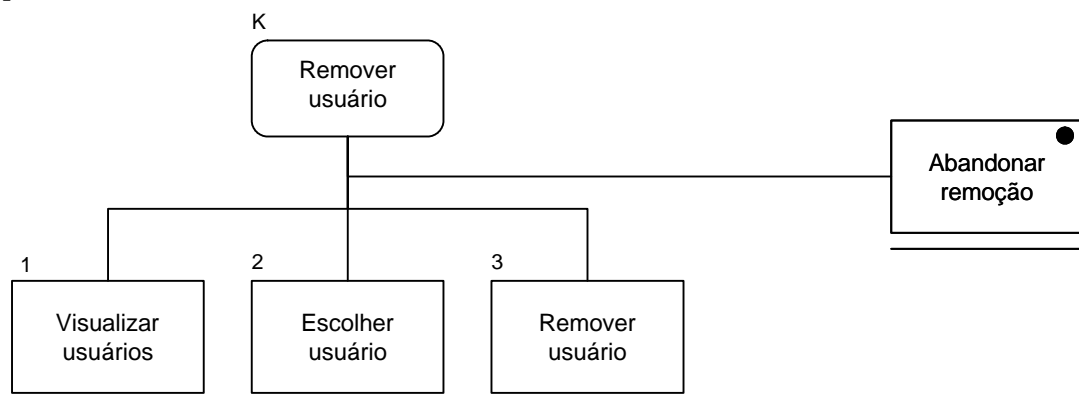 K
Remover
usuário
Abandonar
remoção
1
Visualizar
usuários
2
Escolher
usuário
3
Remover
usuário